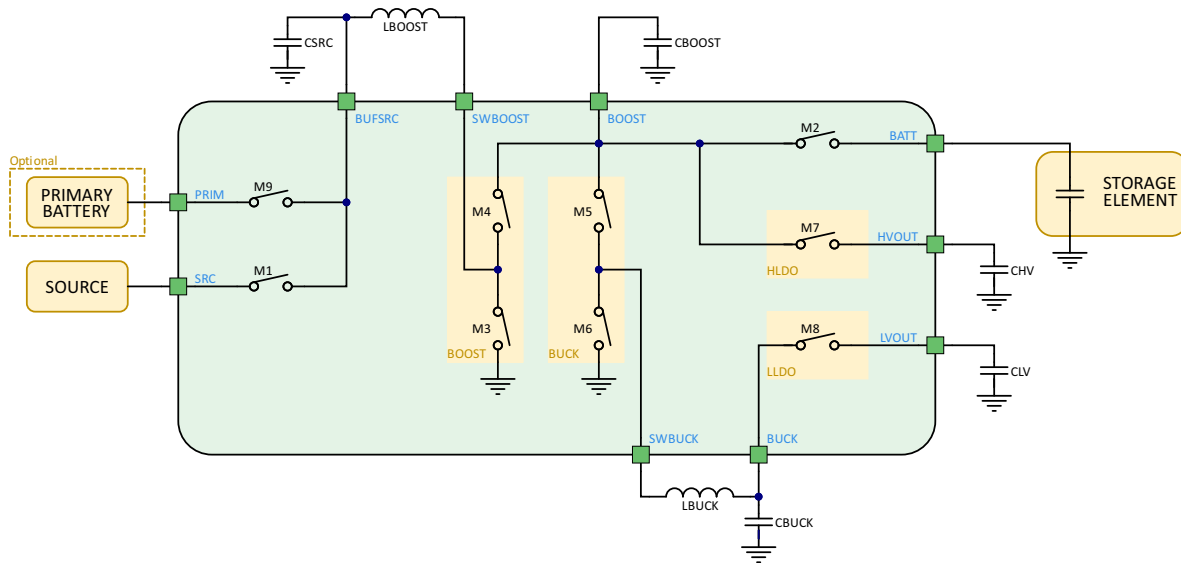 LBOOST
CSRC
CBOOST
BUFSRC
SWBOOST
BOOST
M2
BATT
Optional
PRIMARY
BATTERY
PRIM
M9
STORAGE
ELEMENT
M4
M5
M7
HVOUT
HLDO
CHV
SOURCE
SRC
M1
M3
M6
M8
LVOUT
BOOST
BUCK
LLDO
CLV
SWBUCK
BUCK
LBUCK
CBUCK